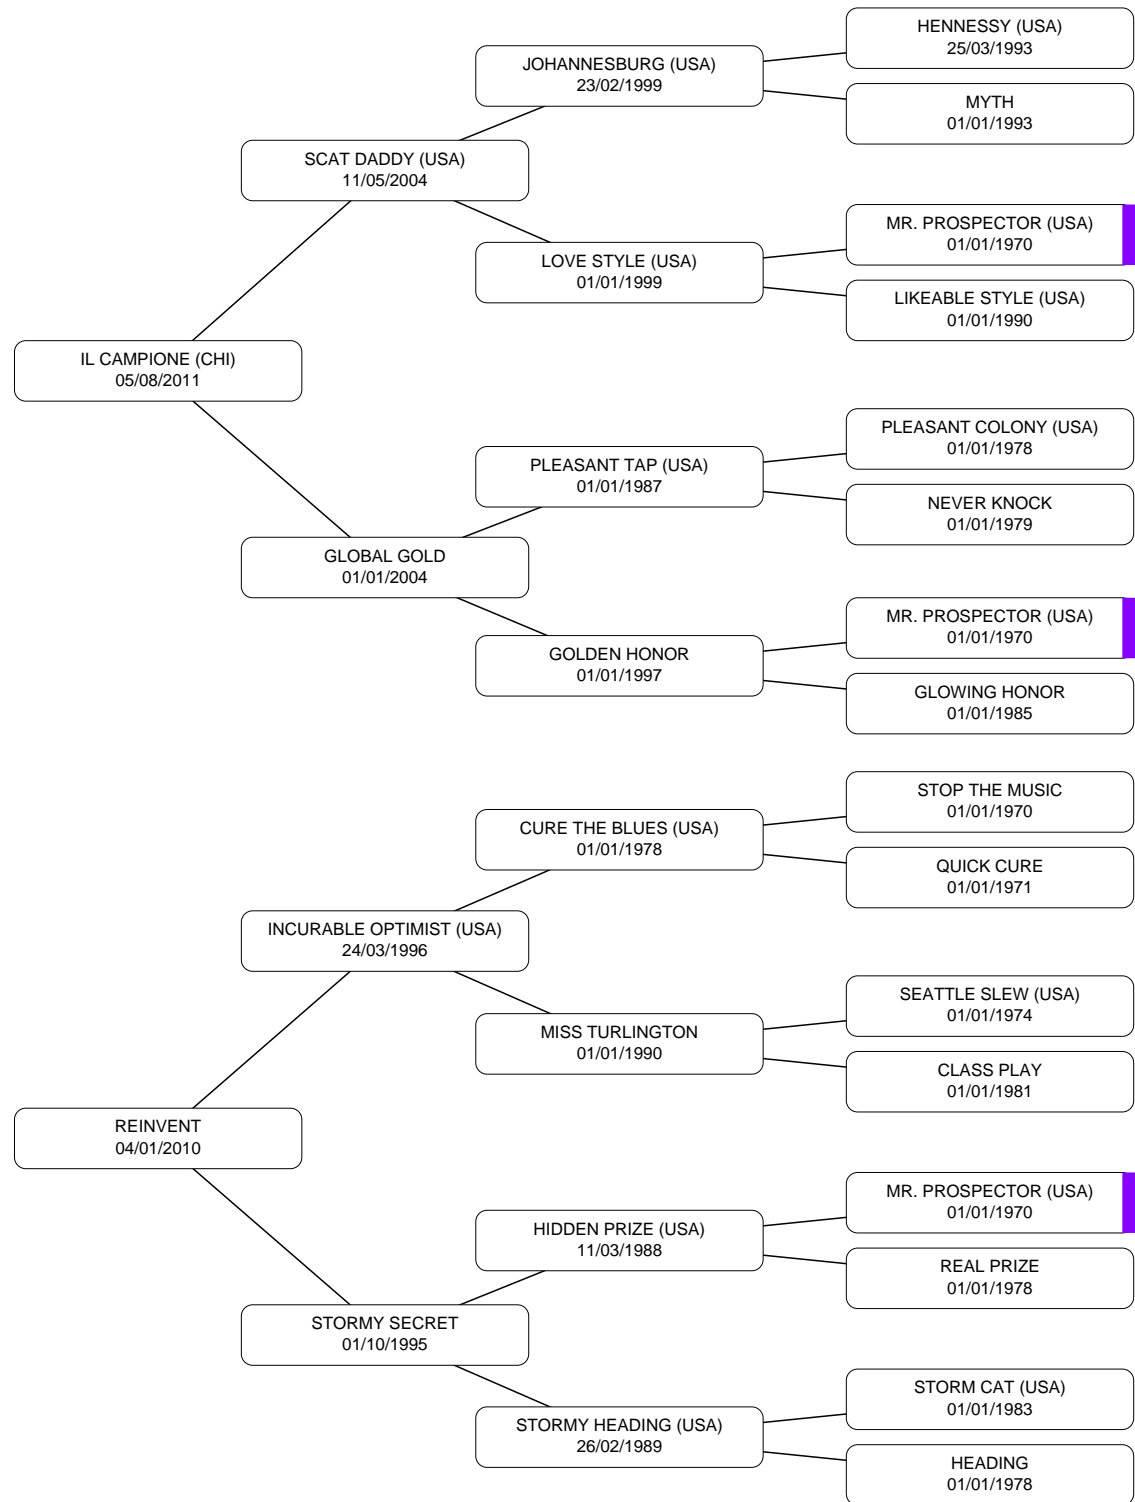 HENNESSY (USA)
25/03/1993
JOHANNESBURG (USA)
23/02/1999
MYTH
01/01/1993
SCAT DADDY (USA)
11/05/2004
MR. PROSPECTOR (USA)
01/01/1970
LOVE STYLE (USA)
01/01/1999
LIKEABLE STYLE (USA)
01/01/1990
IL CAMPIONE (CHI)
05/08/2011
PLEASANT COLONY (USA)
01/01/1978
PLEASANT TAP (USA)
01/01/1987
NEVER KNOCK
01/01/1979
GLOBAL GOLD
01/01/2004
MR. PROSPECTOR (USA)
01/01/1970
GOLDEN HONOR
01/01/1997
GLOWING HONOR
01/01/1985
STOP THE MUSIC
01/01/1970
CURE THE BLUES (USA)
01/01/1978
QUICK CURE
01/01/1971
INCURABLE OPTIMIST (USA)
24/03/1996
SEATTLE SLEW (USA)
01/01/1974
MISS TURLINGTON
01/01/1990
CLASS PLAY
01/01/1981
REINVENT
04/01/2010
MR. PROSPECTOR (USA)
01/01/1970
HIDDEN PRIZE (USA)
11/03/1988
REAL PRIZE
01/01/1978
STORMY SECRET
01/10/1995
STORM CAT (USA)
01/01/1983
STORMY HEADING (USA)
26/02/1989
HEADING
01/01/1978